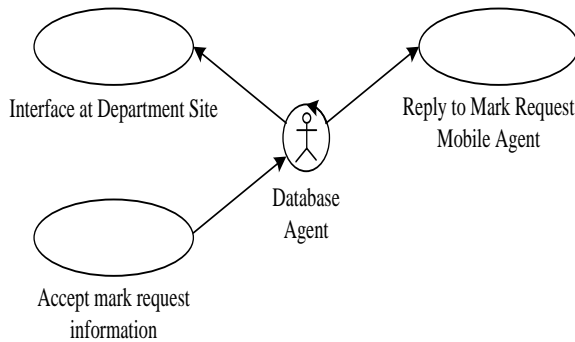 Interface at Department Site
Reply to Mark Request
Mobile Agent
Database
Agent
Accept mark request
information